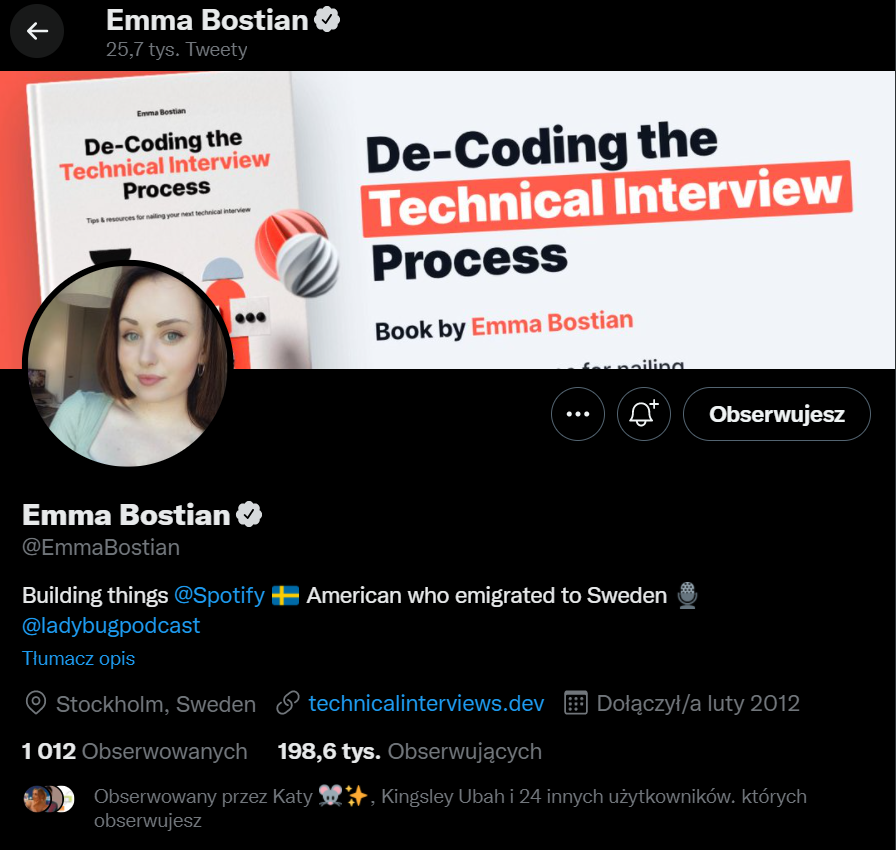 Emma Bostian
25,7 tys. Tweety
Emma Bostian
De-Coding the
Technical Interview
Process
Tips & resources for nailing your next technical interview
De-Coding the
Technical Interview
Process
Book by Emma Bostian
for nailing
Obserwujesz
Emma Bostian
@EmmaBostian
Building things @Spotify 🇸🇪 American who emigrated to Sweden 🎙️
@ladybugpodcast
Tłumacz opis
Stockholm, Sweden technicalinterviews.dev Dołączył/a luty 2012
1 012 Obserwowanych 198,6 tys. Obserwujących
Obserwowany przez Katy 🐭✨, Kingsley Ubah i 24 innych użytkowników. których
obserwujesz